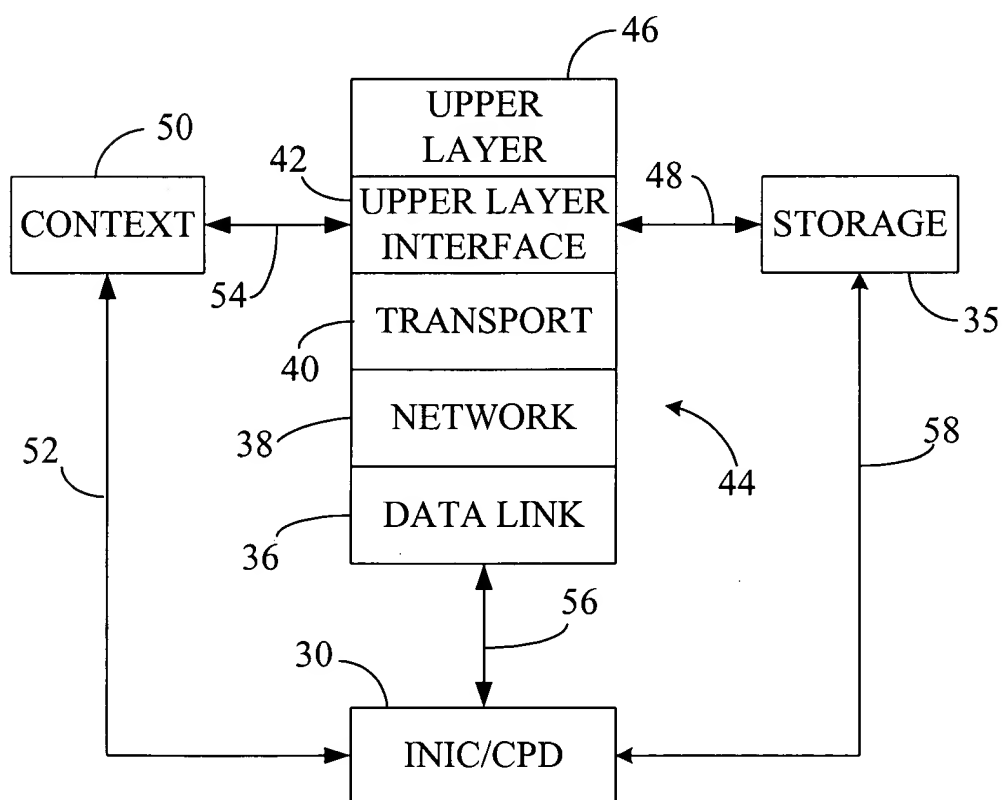 46
UPPER
LAYER
50
42
CONTEXT
UPPER LAYER
INTERFACE
48
STORAGE
54
35
TRANSPORT
40
NETWORK
38
52
58
44
DATA LINK
36
56
30
INIC/CPD